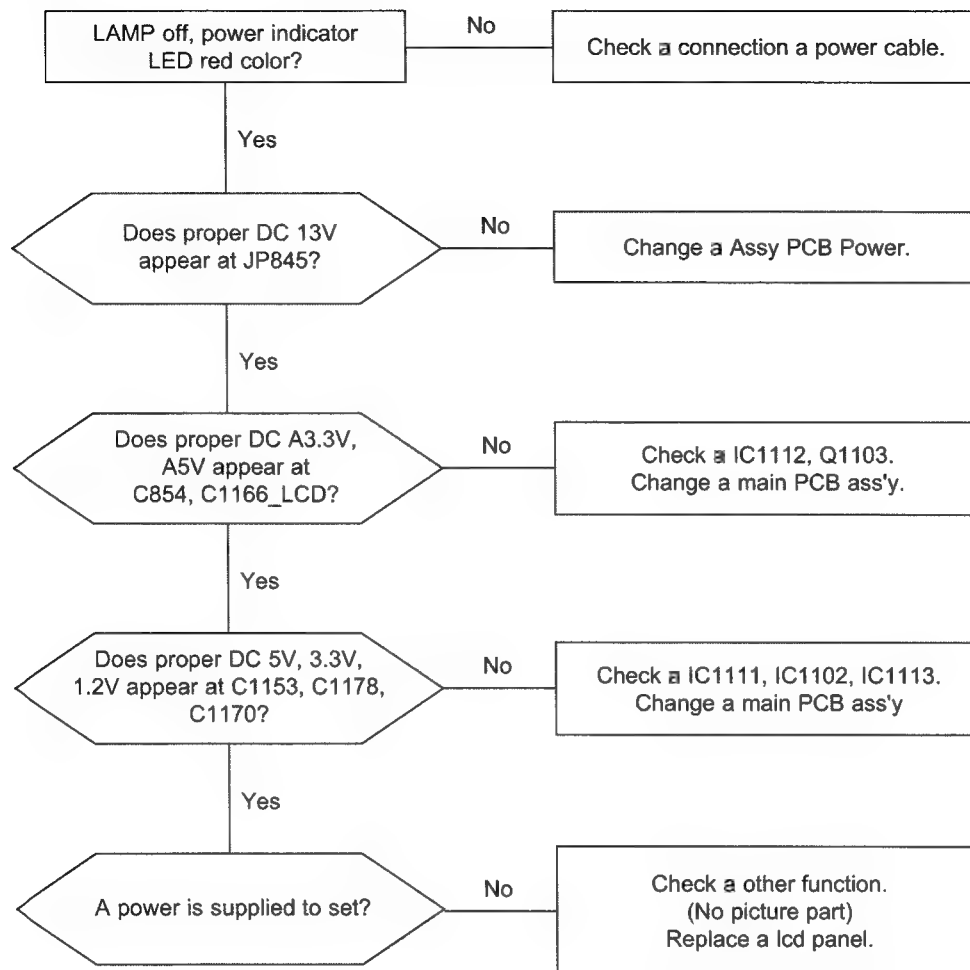 LAMP off, power indicator
LED red color?
No
Check a connection a power cable.
Yes
Does proper DC 13V
appear at JP845?
No
Change a Assy PCB Power.
Yes
Does proper DC A3.3V,
A5V appear at
C854, C1166_LCD?
No
Check a IC1112, Q1103.
Change a main PCB ass'y.
Yes
Does proper DC 5V, 3.3V,
1.2V appear at C1153, C1178,
C1170?
No
Check a IC1111, IC1102, IC1113.
Change a main PCB ass'y
Yes
A power is supplied to set?
No
Check a other function.
(No picture part)
Replace a lcd panel.